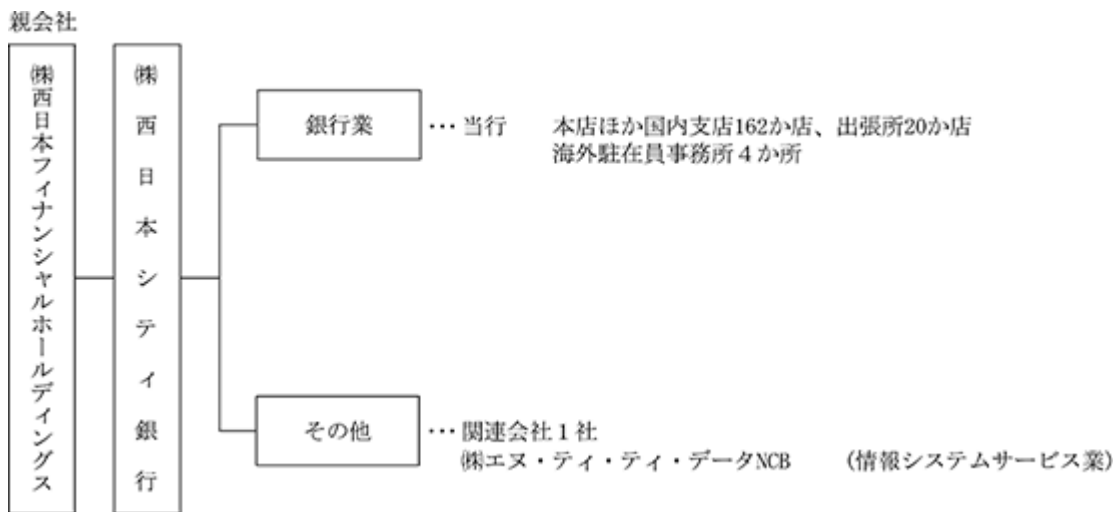 親会社
㈱西日本フィナンシャルホールディングス
㈱西日本シティ銀行
銀行業
… 当行 本店ほか国内支店162か店、出張所20か店
海外駐在員事務所４か所
その他
… 関連会社１社
㈱エヌ・ティ・ティ・データNCB (情報システムサービス業)